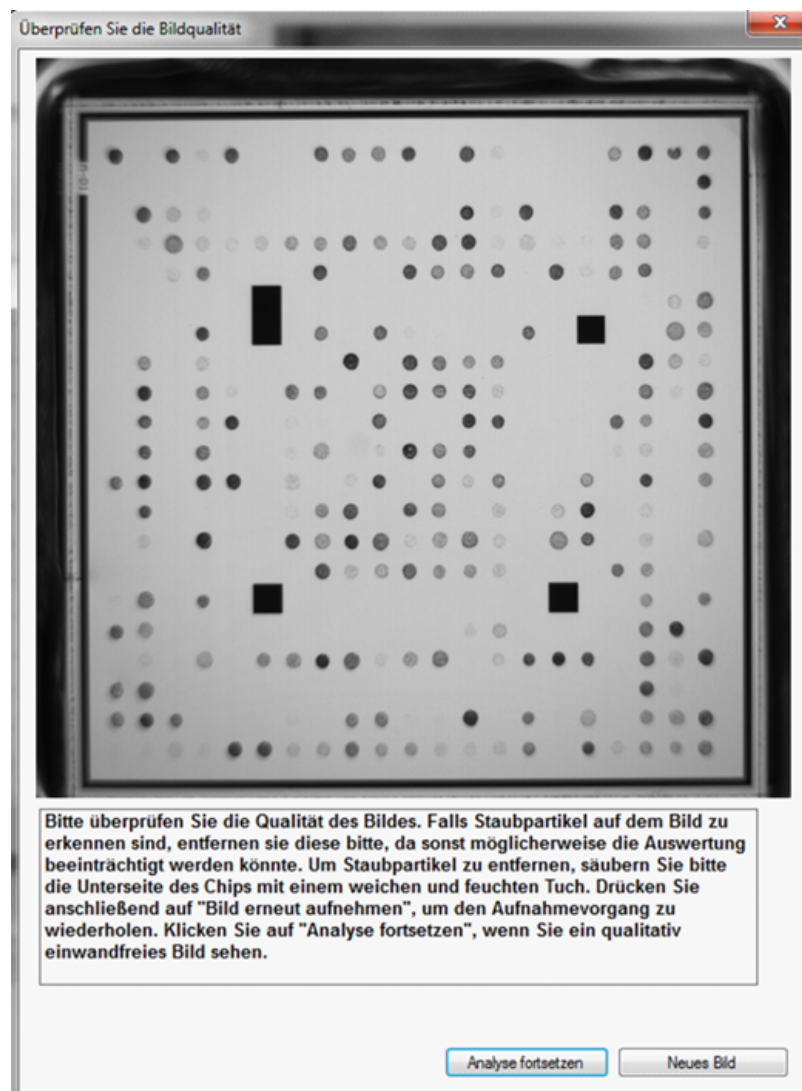 Überprüfen Sie die Bildqualität
Bitte überprüfen Sie die Qualität des Bildes. Falls Staubpartikel auf dem Bild zu
erkennen sind, entfernen sie diese bitte, da sonst möglicherweise die Auswertung
beeinträchtigt werden könnte. Um Staubpartikel zu entfernen, säubern Sie bitte
die Unterseite des Chips mit einem weichen und feuchten Tuch. Drücken Sie
anschließend auf "Bild erneut aufnehmen", um den Aufnahmevorgang zu
wiederholen. Klicken Sie auf "Analyse fortsetzen", wenn Sie ein qualitativ
einwandfreies Bild sehen.
Analyse fortsetzen
Neues Bild